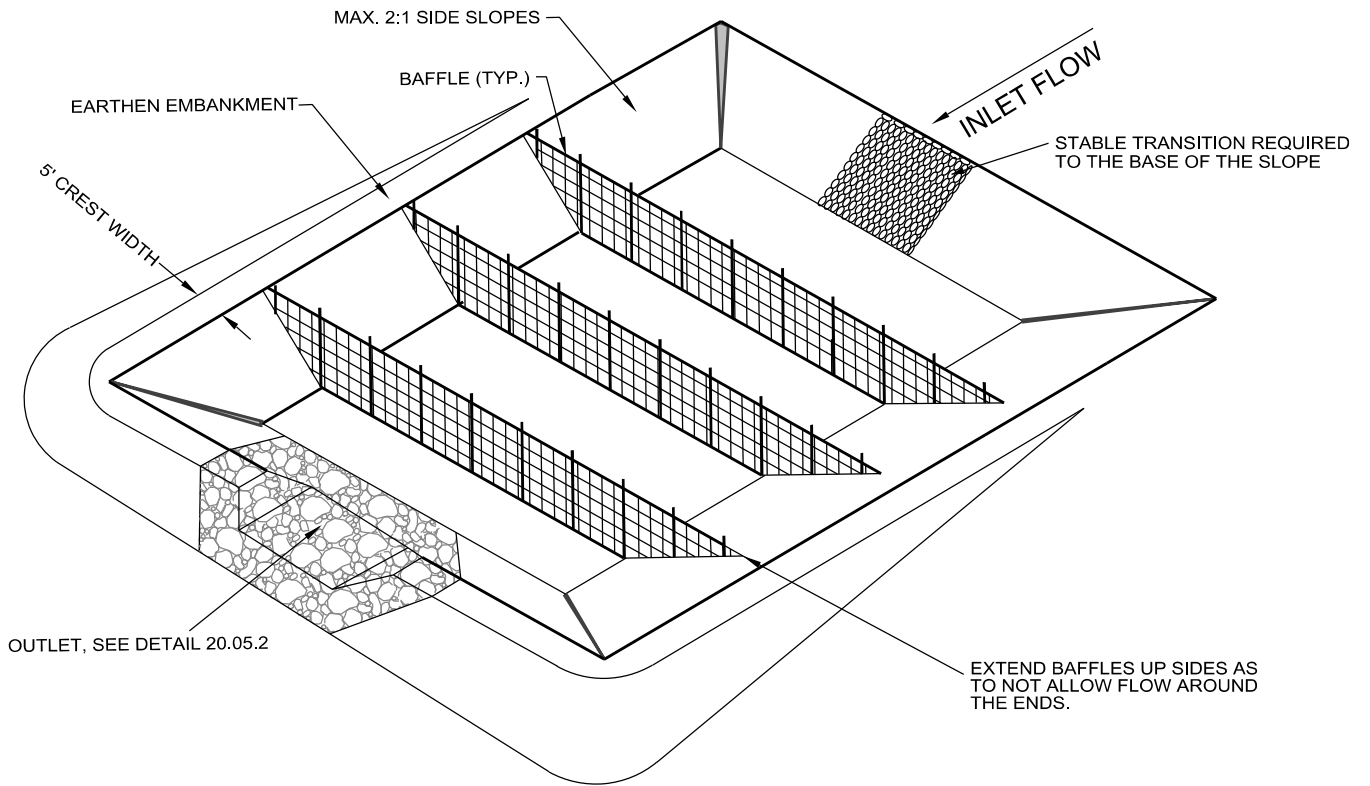 MAX. 2:1 SIDE SLOPES
BAFFLE (TYP.)
EARTHEN EMBANKMENT
5' CREST WIDTH
INLET FLOW
STABLE TRANSITION REQUIRED
TO THE BASE OF THE SLOPE
OUTLET, SEE DETAIL 20.05.2
EXTEND BAFFLES UP SIDES AS
TO NOT ALLOW FLOW AROUND
THE ENDS.